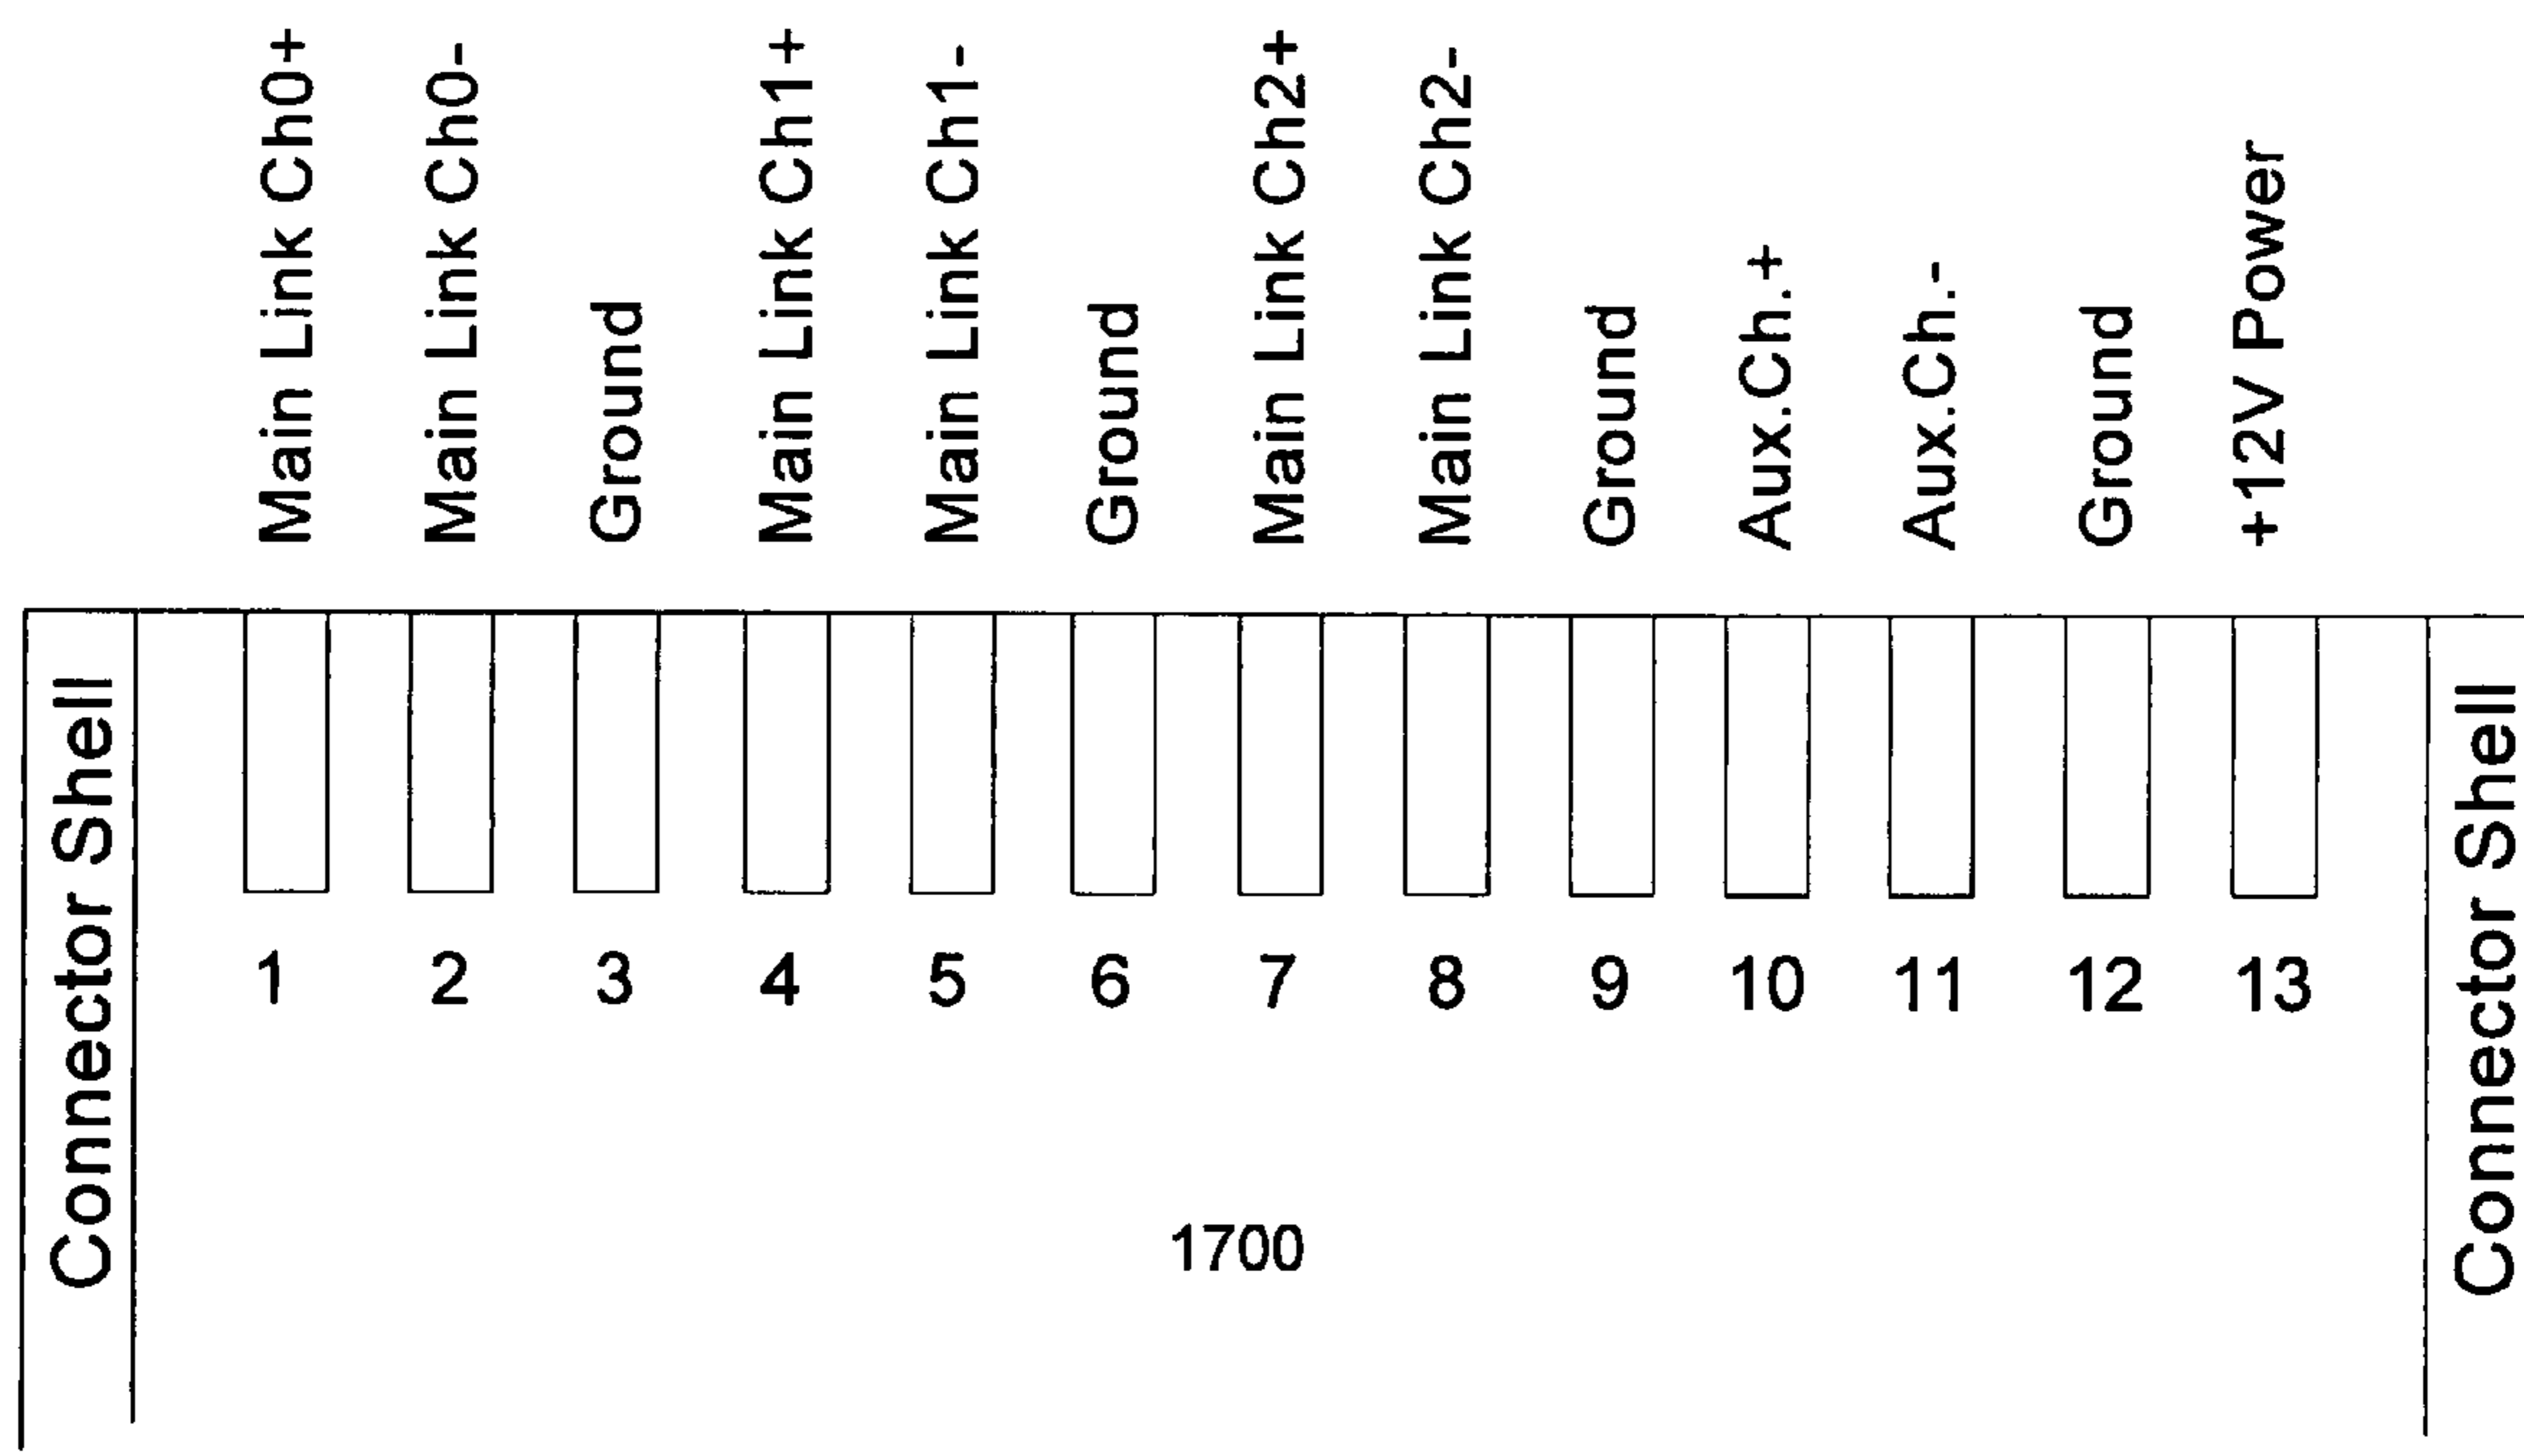 Main Link Ch0+
Main Link Ch0-
Ground
Main Link Ch1+
Main Link Ch1-
Ground
Main Link Ch2+
Main Link Ch2-
Ground
Aux.Ch.+
Aux.Ch.-
Ground
+12V Power
Connector Shell
1 2 3 4 5 6 7 8 9 10 11 12 13
Connector Shell
1700